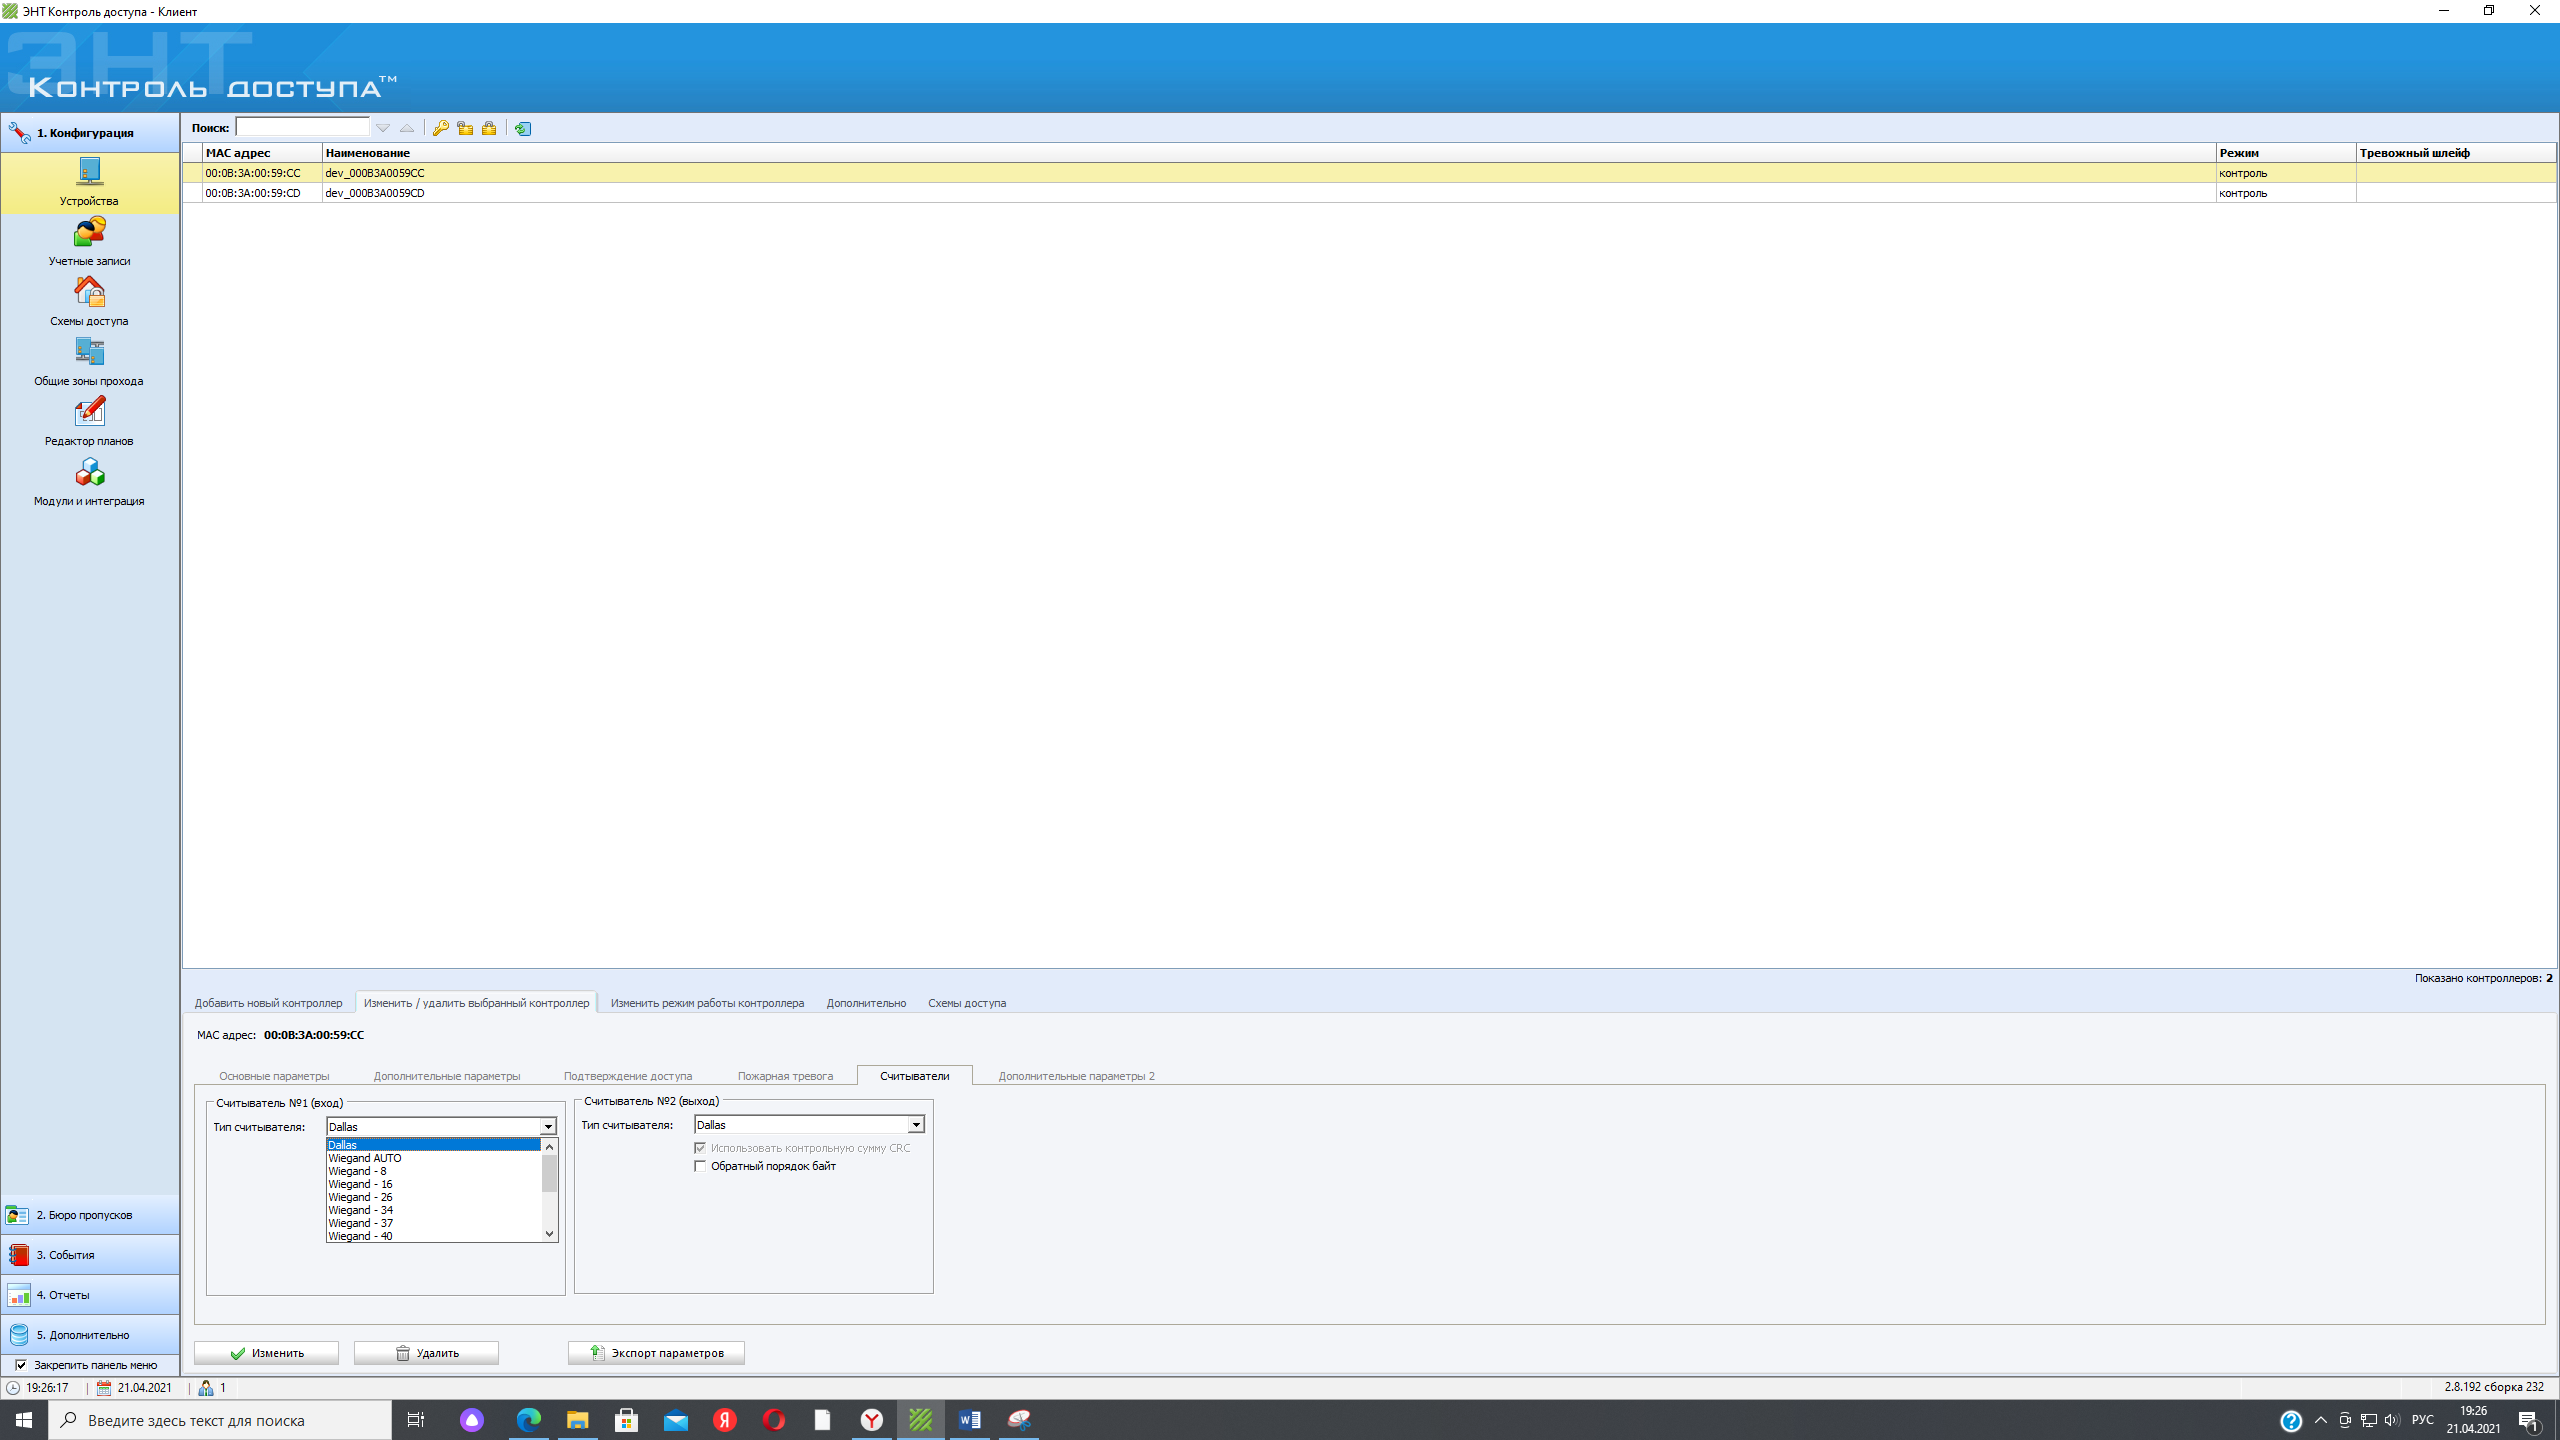 ЭНТ Контроль доступа - Клиент
ЭНТ
Контроль доступа™
1. Конфигурация
Устройства
Учетные записи
Схемы доступа
Общие зоны прохода
Редактор планов
Модули и интеграция
2. Бюро пропусков
3. События
4. Отчеты
5. Дополнительно
Закрепить панель меню
Поиск:
MAC адрес Наименование Режим Тревожный шлейф
00:0B:3A:00:59:CC dev_000B3A0059CC контроль
00:0B:3A:00:59:CD dev_000B3A0059CD контроль
Показано контроллеров: 2
Добавить новый контроллер Изменить / удалить выбранный контроллер Изменить режим работы контроллера Дополнительно Схемы доступа
MAC адрес: 00:0B:3A:00:59:CC
Основные параметры Дополнительные параметры Подтверждение доступа Пожарная тревога Считыватели Дополнительные параметры 2
Считыватель №1 (вход)
Тип считывателя: Dallas
Dallas
Wiegand AUTO
Wiegand - 8
Wiegand - 16
Wiegand - 26
Wiegand - 34
Wiegand - 37
Wiegand - 40
Считыватель №2 (выход)
Тип считывателя: Dallas
Использовать контрольную сумму CRC
Обратный порядок байт
Изменить Удалить Экспорт параметров
19:26:17 21.04.2021 1 2.8.192 сборка 232
Введите здесь текст для поиска
РУС
19:26
21.04.2021
1